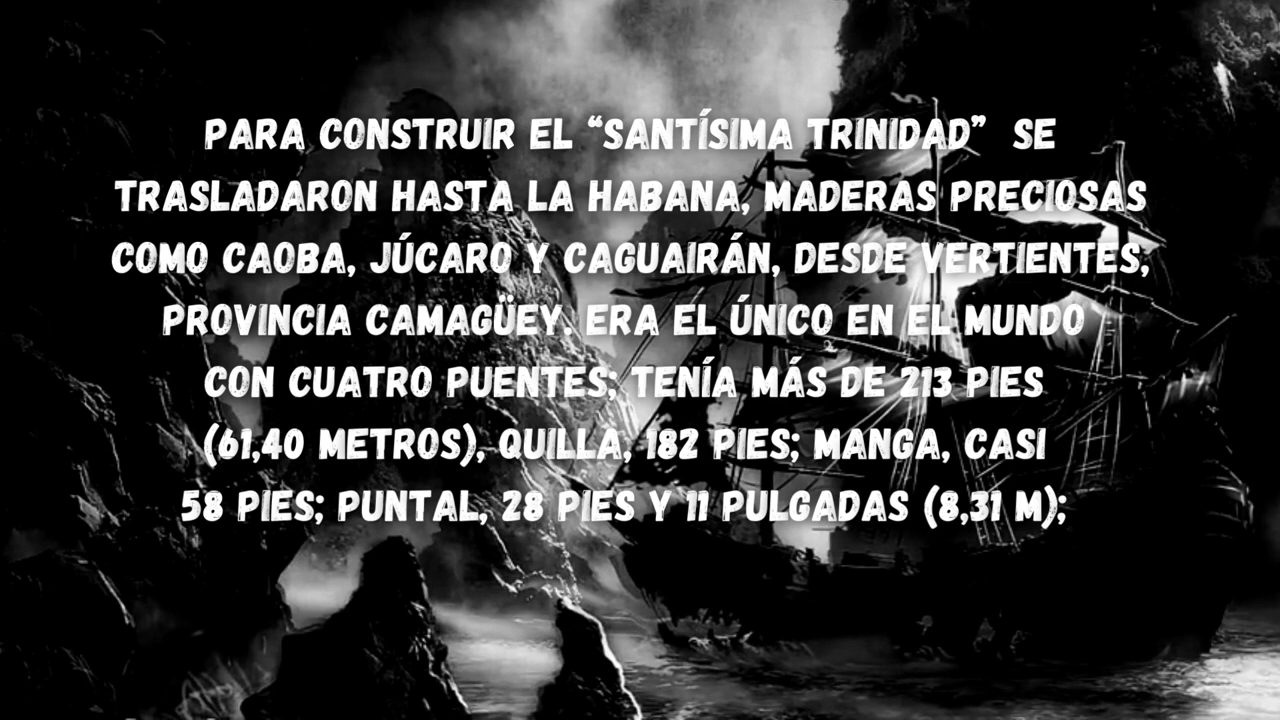 PARA CONSTRUIR EL “SANTÍSIMA TRINIDAD” SE
TRASLADARON HASTA LA HABANA, MADERAS PRECIOSAS
COMO CAOBA, JÚCARO Y CAGUAIRÁN, DESDE VERTIENTES,
PROVINCIA CAMAGÜEY. ERA EL ÚNICO EN EL MUNDO
CON CUATRO PUENTES; TENÍA MÁS DE 213 PIES
(61,40 METROS), QUILLA, 182 PIES; MANGA, CASI
58 PIES; PUNTAL, 28 PIES Y 11 PULGADAS (8,31 M);